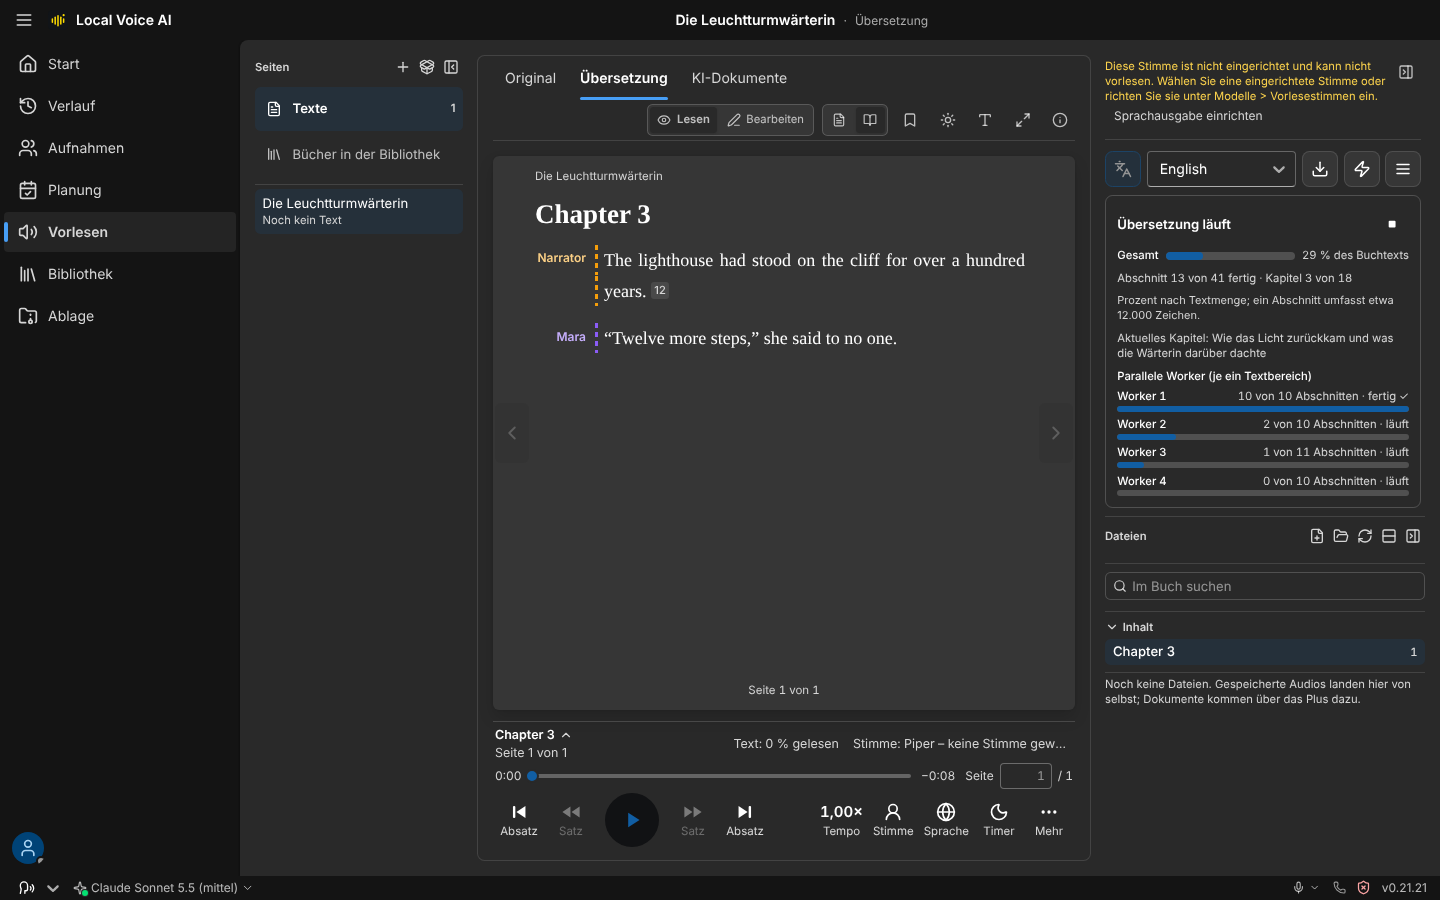 Local Voice AI
Die Leuchtturmwärterin · Übersetzung
Start
Verlauf
Aufnahmen
Planung
Vorlesen
Bibliothek
Ablage
Seiten
Texte 1
Bücher in der Bibliothek
Die Leuchtturmwärterin
Noch kein Text
Original Übersetzung KI-Dokumente
Lesen Bearbeiten
Die Leuchtturmwärterin
Chapter 3
Narrator The lighthouse had stood on the cliff for over a hundred
years. 12
Mara “Twelve more steps,” she said to no one.
Seite 1 von 1
Chapter 3
Seite 1 von 1
Text: 0 % gelesen Stimme: Piper – keine Stimme gew...
0:00 −0:08 Seite 1 / 1
Absatz Satz Satz Absatz
1,00×
Tempo Stimme Sprache Timer Mehr
Diese Stimme ist nicht eingerichtet und kann nicht
vorlesen. Wählen Sie eine eingerichtete Stimme oder
richten Sie sie unter Modelle > Vorlesestimmen ein.
Sprachausgabe einrichten
English
Übersetzung läuft
Gesamt 29 % des Buchtexts
Abschnitt 13 von 41 fertig · Kapitel 3 von 18
Prozent nach Textmenge; ein Abschnitt umfasst etwa
12.000 Zeichen.
Aktuelles Kapitel: Wie das Licht zurückkam und was
die Wärterin darüber dachte
Parallele Worker (je ein Textbereich)
Worker 1 10 von 10 Abschnitten · fertig ✓
Worker 2 2 von 10 Abschnitten · läuft
Worker 3 1 von 11 Abschnitten · läuft
Worker 4 0 von 10 Abschnitten · läuft
Dateien
Im Buch suchen
Inhalt
Chapter 3 1
Noch keine Dateien. Gespeicherte Audios landen hier von
selbst; Dokumente kommen über das Plus dazu.
Claude Sonnet 5.5 (mittel)
v0.21.21